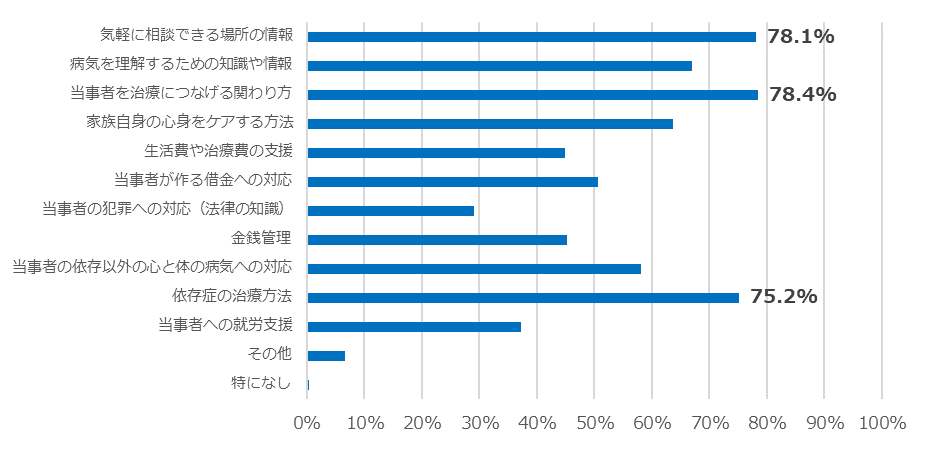 気軽に相談できる場所の情報
78.1%
病気を理解するための知識や情報
当事者を治療につなげる関わり方
78.4%
家族自身の心身をケアする方法
生活費や治療費の支援
当事者が作る借金への対応
当事者の犯罪への対応（法律の知識）
金銭管理
当事者の依存以外の心と体の病気への対応
依存症の治療方法
75.2%
当事者への就労支援
その他
特になし
0% 10% 20% 30% 40% 50% 60% 70% 80% 90% 100%